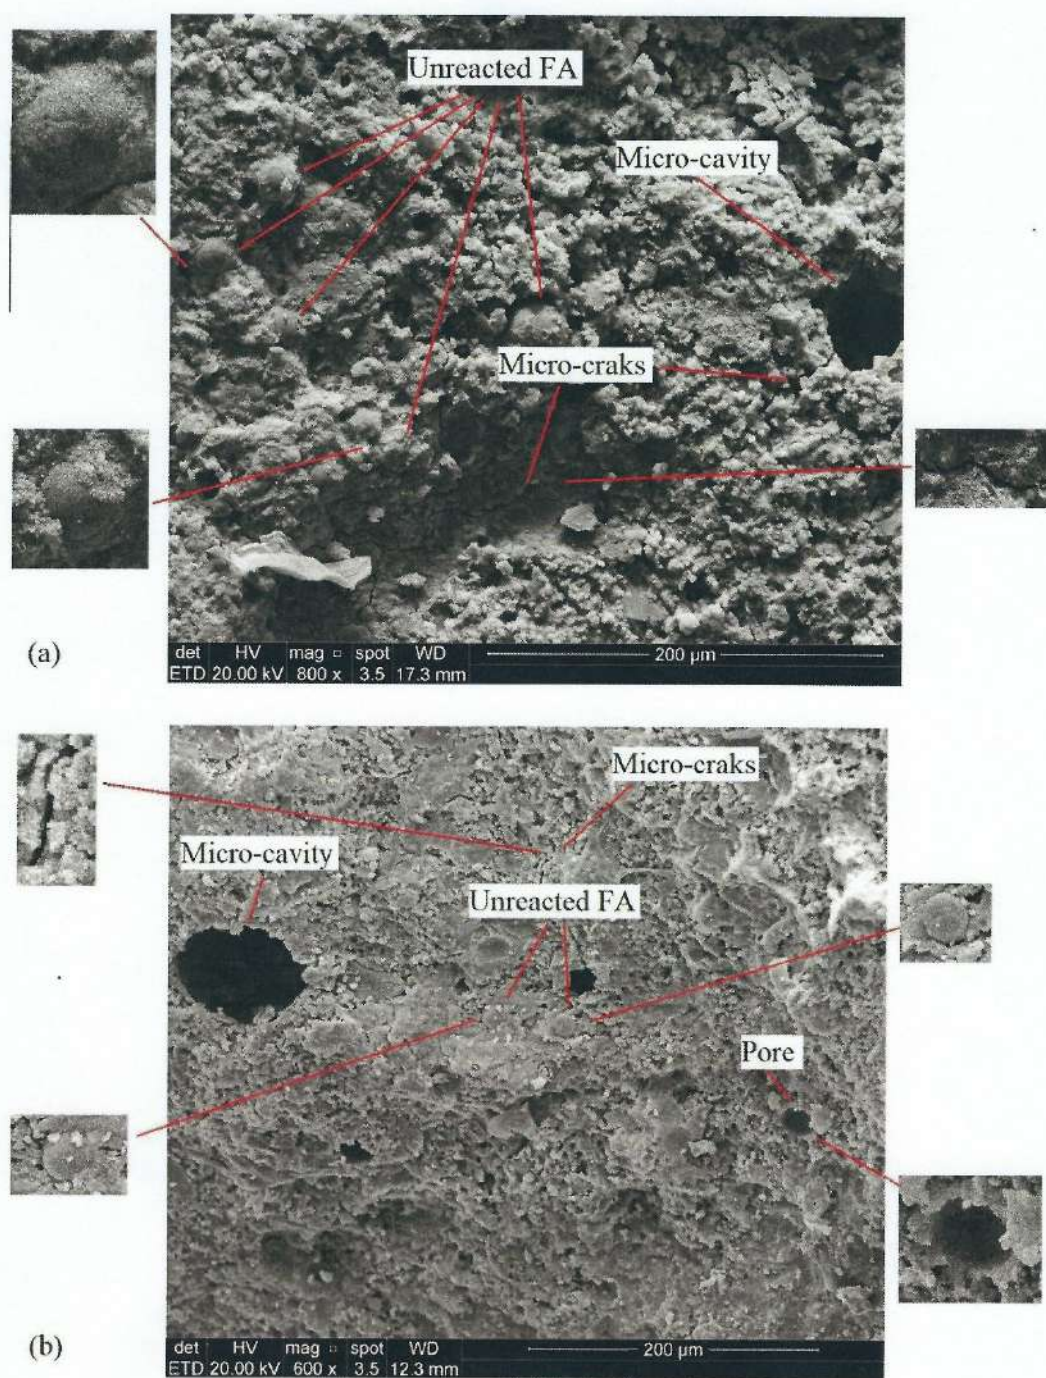 Unreacted FA
Micro-cavity
Micro-craks
(a)
det HV mag □ spot WD
ETD 20.00 kV 800 x 3.5 17.3 mm
200 μm
Micro-craks
Micro-cavity
Unreacted FA
Pore
(b)
det HV mag □ spot WD
ETD 20.00 kV 600 x 3.5 12.3 mm
200 μm